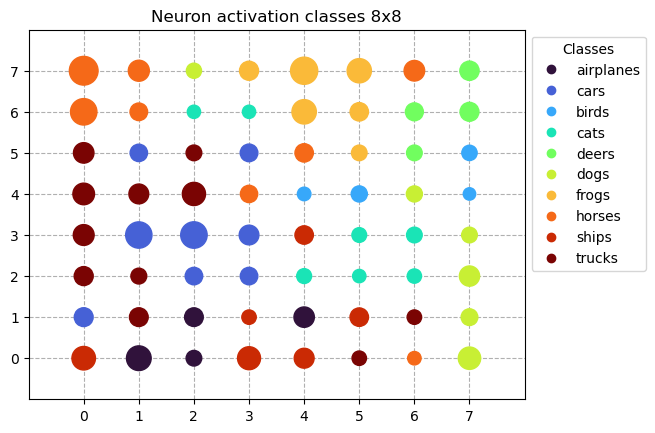 Neuron activation classes 8x8
7
6
5
4
3
2
1
0
0 1 2 3 4 5 6 7
Classes
airplanes
cars
birds
cats
deers
dogs
frogs
horses
ships
trucks